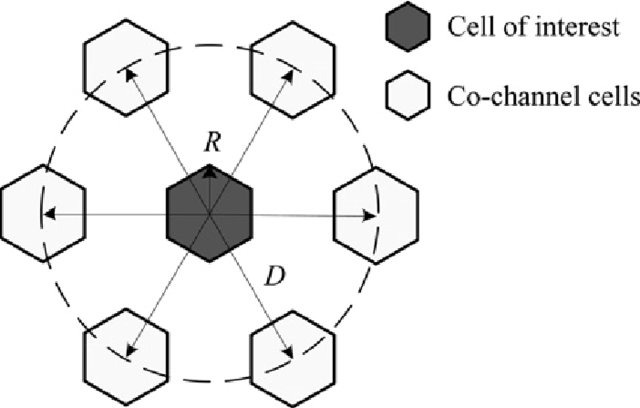 Cell of interest
Co-channel cells
R
D